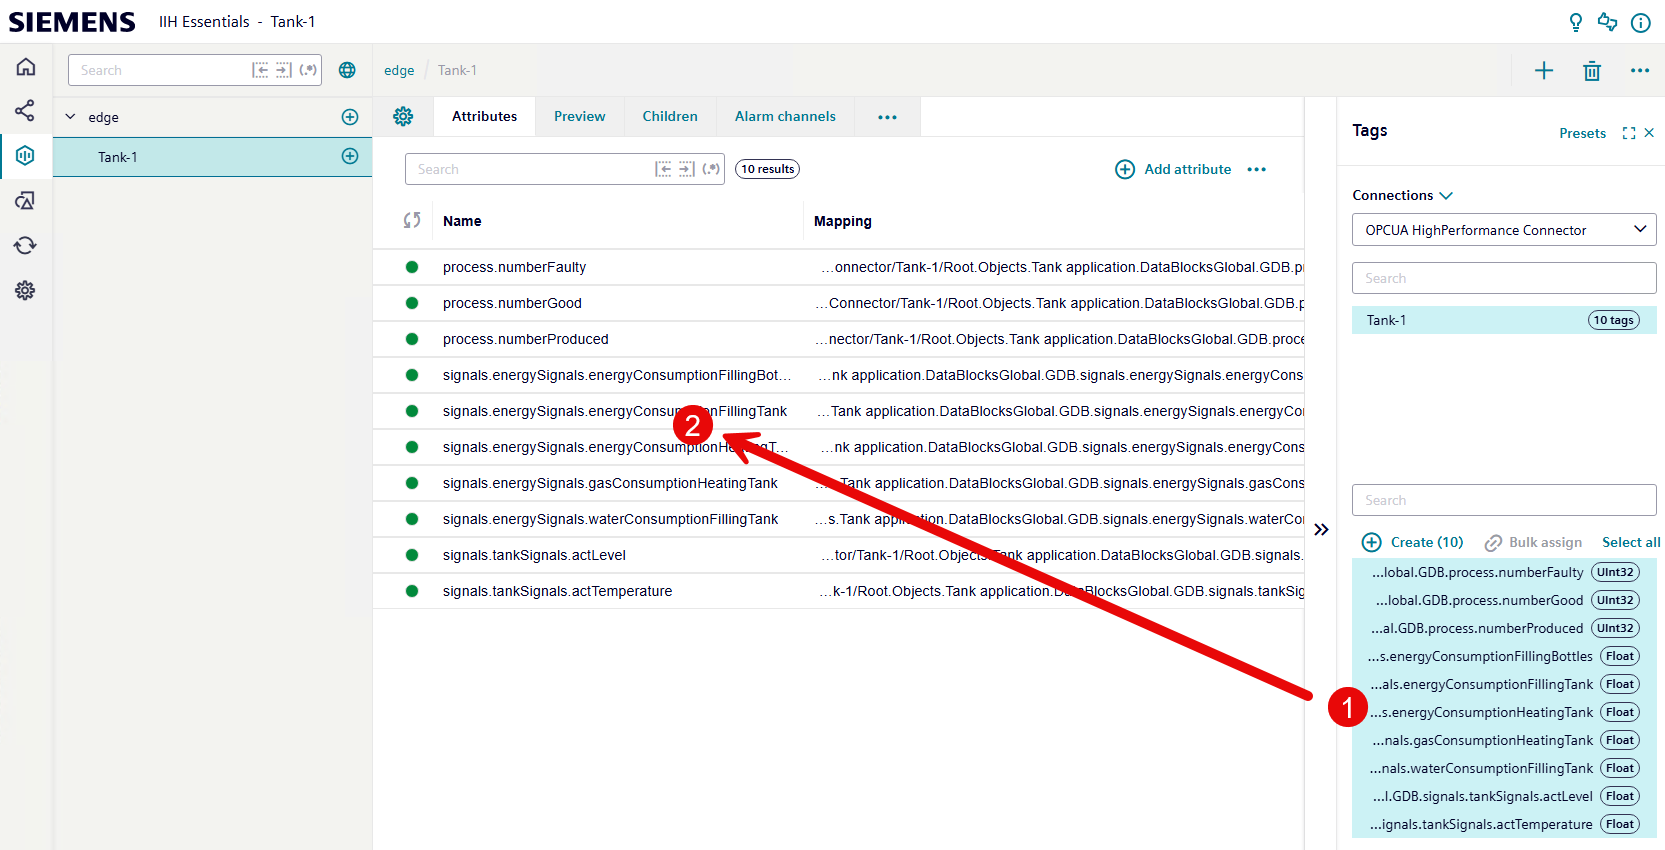 SIEMENS IIH Essentials - Tank-1
Search
edge / Tank-1
edge
Tank-1
Attributes Preview Children Alarm channels
Search (.*) 10 results Add attribute
Name Mapping
process.numberFaulty ...onnector/Tank-1/Root.Objects.Tank application.DataBlocksGlobal.GDB.pr
process.numberGood ...Connector/Tank-1/Root.Objects.Tank application.DataBlocksGlobal.GDB.p
process.numberProduced ...nector/Tank-1/Root.Objects.Tank application.DataBlocksGlobal.GDB.proce
signals.energySignals.energyConsumptionFillingBot... ...nk application.DataBlocksGlobal.GDB.signals.energySignals.energyCons
signals.energySignals.energyConsumptionFillingTank ...Tank application.DataBlocksGlobal.GDB.signals.energySignals.energyCo
signals.energySignals.energyConsumptionHeatingT... ...nk application.DataBlocksGlobal.GDB.signals.energySignals.energyCons
signals.energySignals.gasConsumptionHeatingTank ...Tank application.DataBlocksGlobal.GDB.signals.energySignals.gasCons
signals.energySignals.waterConsumptionFillingTank ...s.Tank application.DataBlocksGlobal.GDB.signals.energySignals.waterCo
signals.tankSignals.actLevel ...tor/Tank-1/Root.Objects.Tank application.DataBlocksGlobal.GDB.signals.
signals.tankSignals.actTemperature ...k-1/Root.Objects.Tank application.DataBlocksGlobal.GDB.signals.tankSig
2
1
Tags Presets
Connections
OPCUA HighPerformance Connector
Search
Tank-1 10 tags
Search
Create (10) Bulk assign Select all
...lobal.GDB.process.numberFaulty UInt32
...lobal.GDB.process.numberGood UInt32
...al.GDB.process.numberProduced UInt32
...s.energyConsumptionFillingBottles Float
...als.energyConsumptionFillingTank Float
...s.energyConsumptionHeatingTank Float
...nals.gasConsumptionHeatingTank Float
...nals.waterConsumptionFillingTank Float
...l.GDB.signals.tankSignals.actLevel Float
...ignals.tankSignals.actTemperature Float